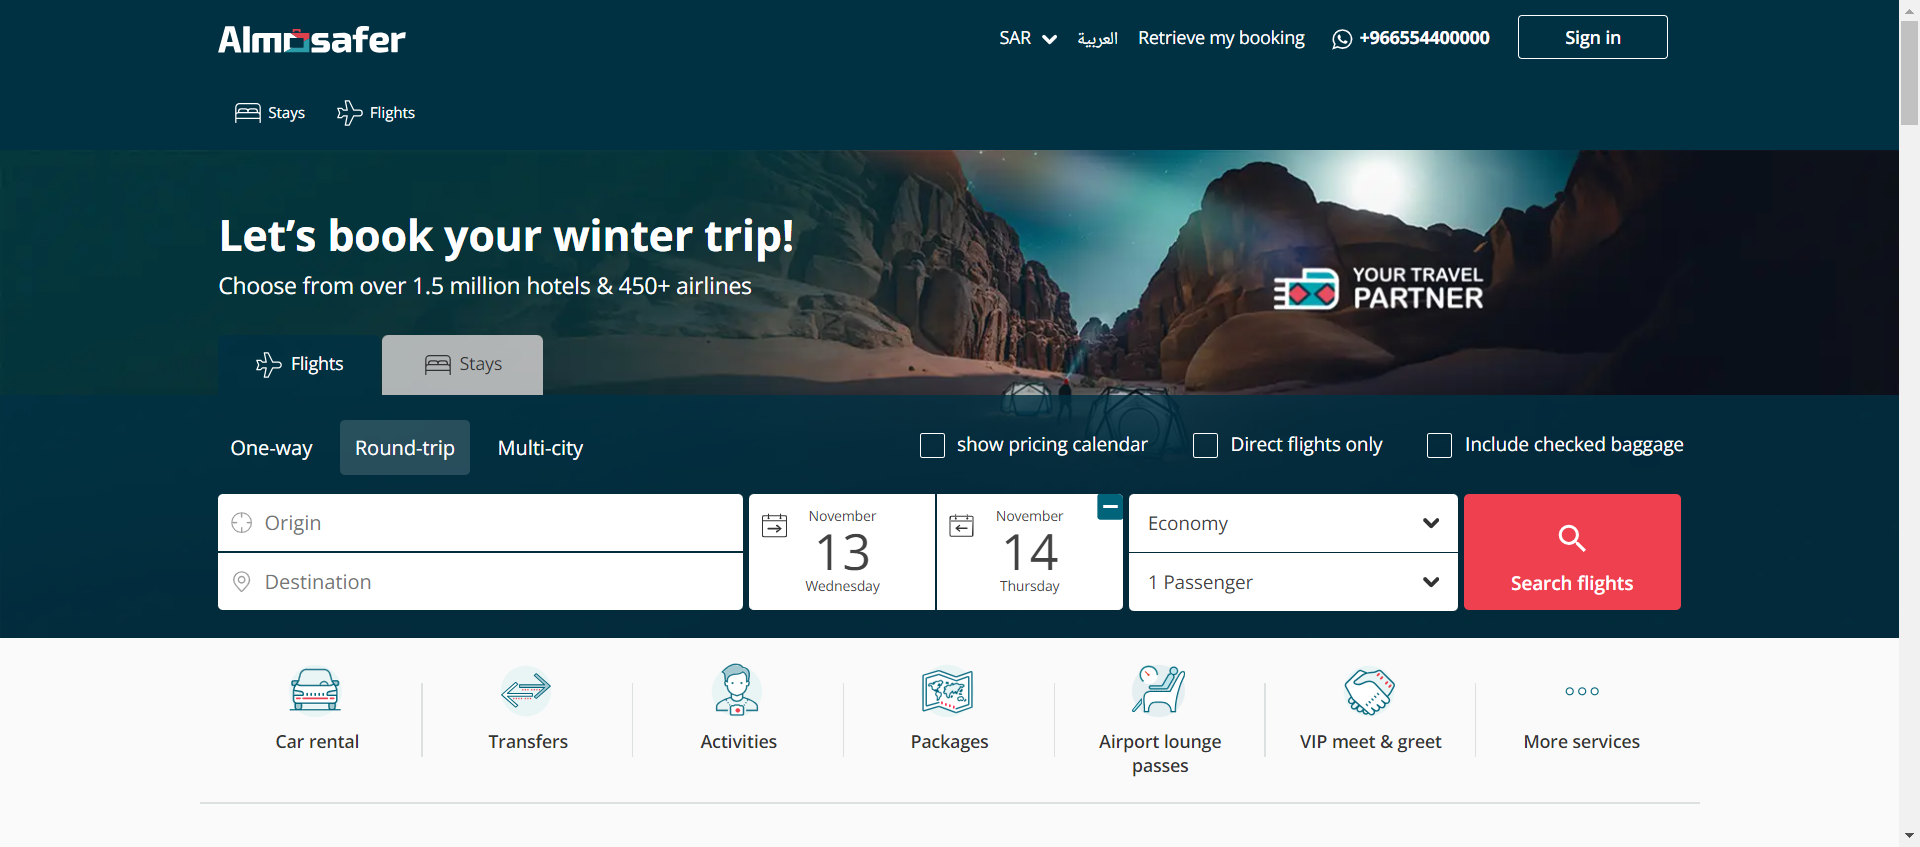 Almosafer
SAR
العربية
Retrieve my booking
+966554400000
Sign in
Stays
Flights
Let's book your winter trip!
Choose from over 1.5 million hotels & 450+ airlines
YOUR TRAVEL
PARTNER
Flights
Stays
One-way
Round-trip
Multi-city
show pricing calendar
Direct flights only
Include checked baggage
Origin
Destination
November
13
Wednesday
November
14
Thursday
Economy
1 Passenger
Search flights
Car rental
Transfers
Activities
Packages
Airport lounge
passes
VIP meet & greet
More services